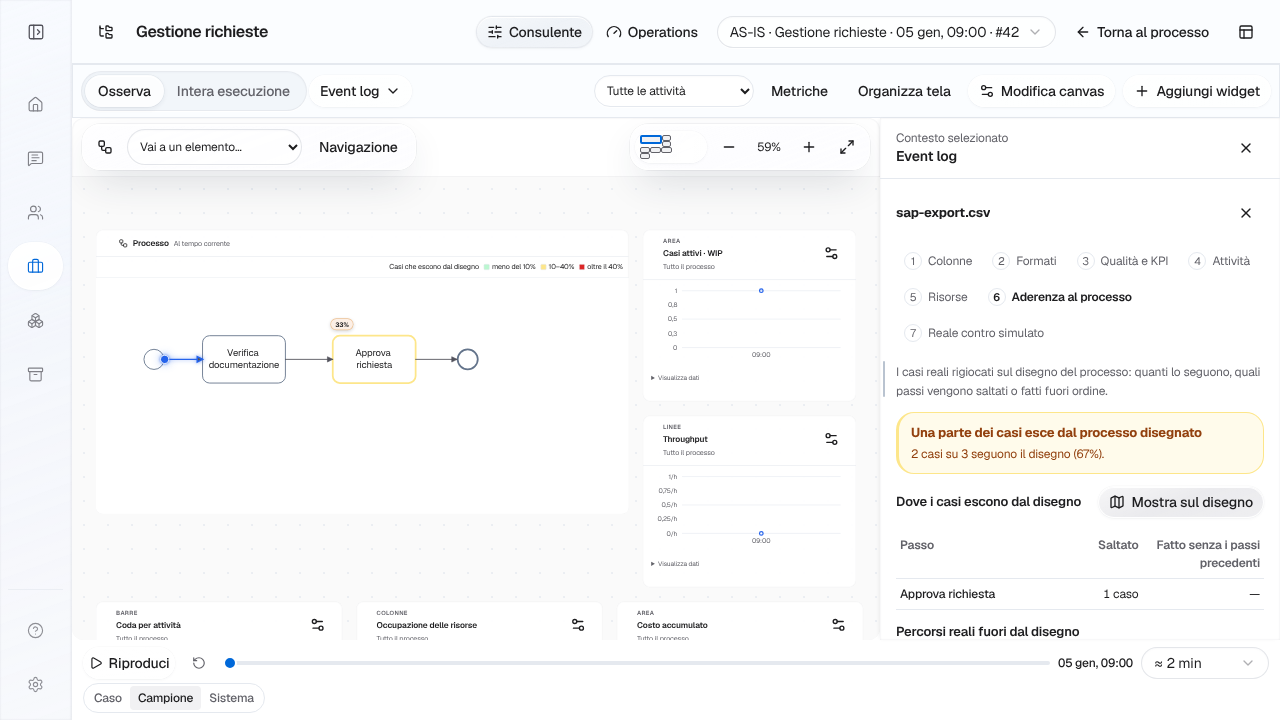 Gestione richieste
Consulente
Operations
AS-IS · Gestione richieste · 05 gen, 09:00 · #42
Torna al processo
Osserva
Intera esecuzione
Event log
Tutte le attività
Metriche
Organizza tela
Modifica canvas
Aggiungi widget
Vai a un elemento…
Navigazione
59%
Processo Al tempo corrente
Casi che escono dal disegno meno del 10% 10–40% oltre il 40%
33%
Verifica
documentazione
Approva
richiesta
AREA
Casi attivi · WIP
Tutto il processo
1
0,8
0,5
0,3
0
09:00
Visualizza dati
LINEE
Throughput
Tutto il processo
1/h
0,75/h
0,5/h
0,25/h
0/h
09:00
Visualizza dati
BARRE
Coda per attività
Tutto il processo
COLONNE
Occupazione delle risorse
Tutto il processo
AREA
Costo accumulato
Tutto il processo
Contesto selezionato
Event log
sap-export.csv
1 Colonne
2 Formati
3 Qualità e KPI
4 Attività
5 Risorse
6 Aderenza al processo
7 Reale contro simulato
I casi reali rigiocati sul disegno del processo: quanti lo seguono, quali
passi vengono saltati o fatti fuori ordine.
Una parte dei casi esce dal processo disegnato
2 casi su 3 seguono il disegno (67%).
Dove i casi escono dal disegno
Mostra sul disegno
Passo Saltato Fatto senza i passi
precedenti
Approva richiesta 1 caso —
Percorsi reali fuori dal disegno
Riproduci
05 gen, 09:00
≈ 2 min
Caso
Campione
Sistema